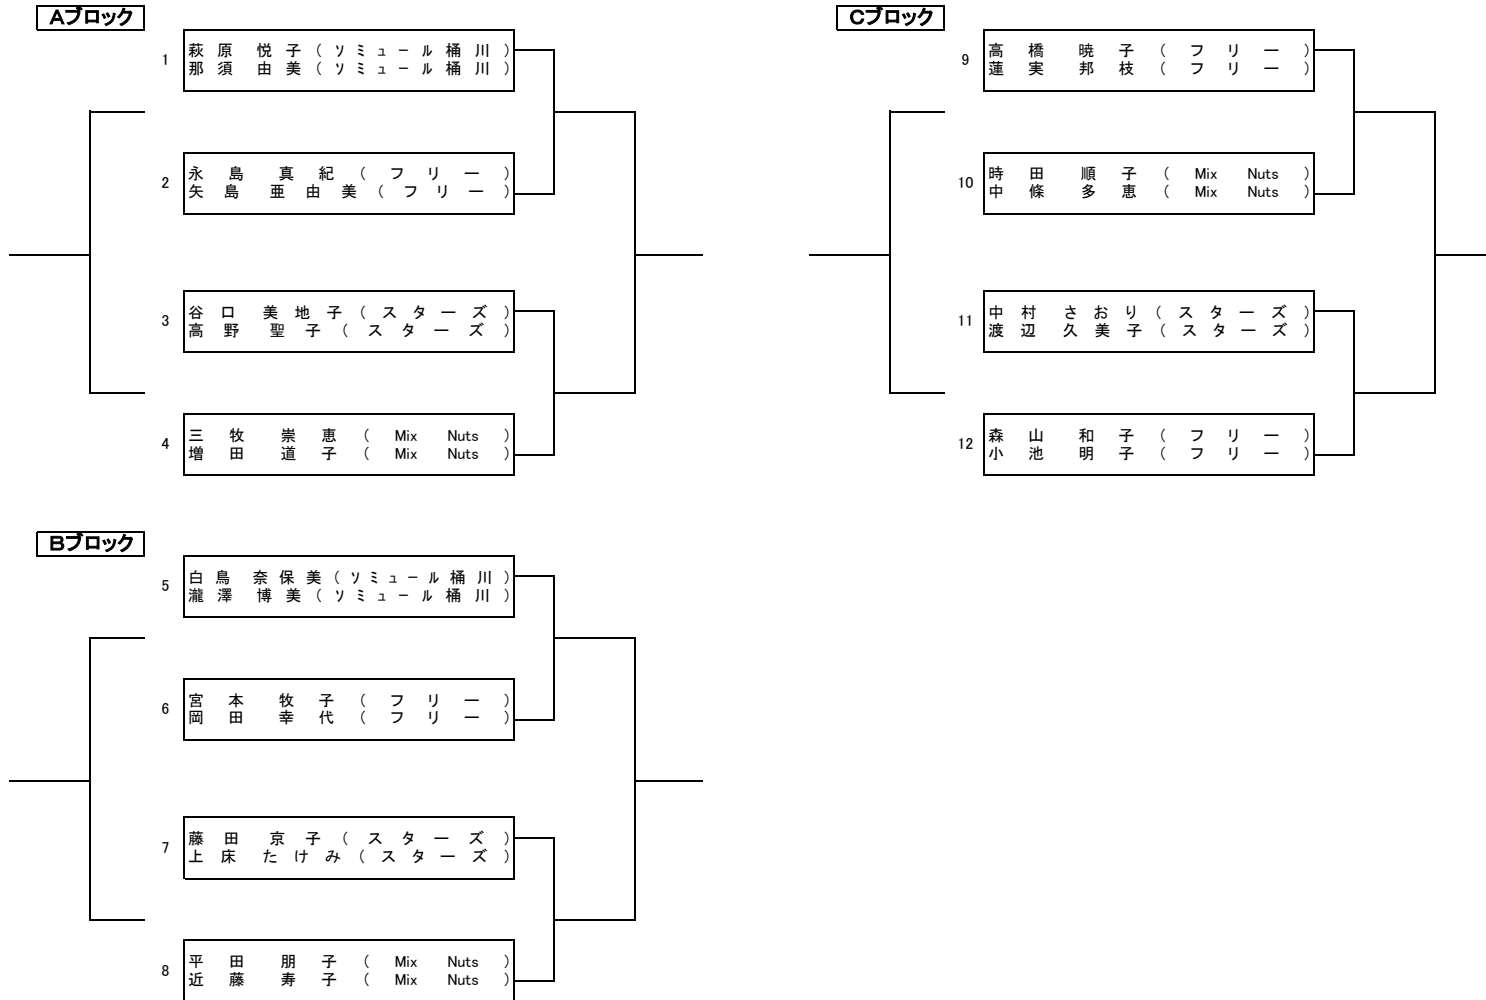 Aブロック
1
萩原 悦子(ソミュール桶川)
那須 由美(ソミュール桶川)
2
永島 真紀(フリー)
矢島 亜由美(フリー)
3
谷口 美地子(スターズ)
高野 聖子(スターズ)
4
三牧 崇恵(Mix Nuts)
増田 道子(Mix Nuts)
Bブロック
5
白鳥 奈保美(ソミュール桶川)
瀧澤 博美(ソミュール桶川)
6
宮本 牧子(フリー)
岡田 幸代(フリー)
7
藤田 京子(スターズ)
上床 たけみ(スターズ)
8
平田 朋子(Mix Nuts)
近藤 寿子(Mix Nuts)
Cブロック
9
高橋 暁子(フリー)
蓮実 邦枝(フリー)
10
時田 順子(Mix Nuts)
中條 多恵(Mix Nuts)
11
中村 さおり(スターズ)
渡辺 久美子(スターズ)
12
森山 和子(フリー)
小池 明子(フリー)